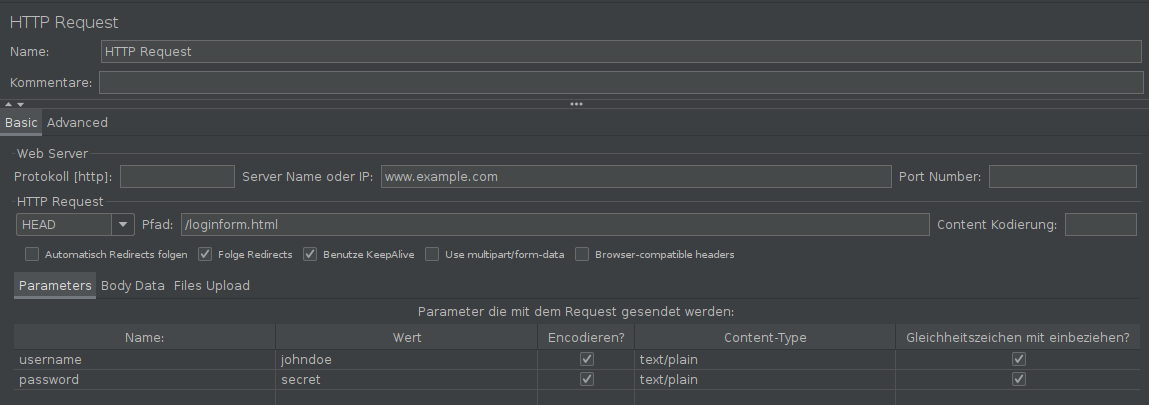 HTTP Request
Name: HTTP Request
Kommentare:
Basic Advanced
Web Server
Protokoll [http]: Server Name oder IP: www.example.com Port Number:
HTTP Request
HEAD Pfad: /loginform.html Content Kodierung:
Automatisch Redirects folgen Folge Redirects Benutze KeepAlive Use multipart/form-data Browser-compatible headers
Parameters Body Data Files Upload
Parameter die mit dem Request gesendet werden:
Name: Wert Encodieren? Content-Type Gleichheitszeichen mit einbeziehen?
username johndoe text/plain
password secret text/plain